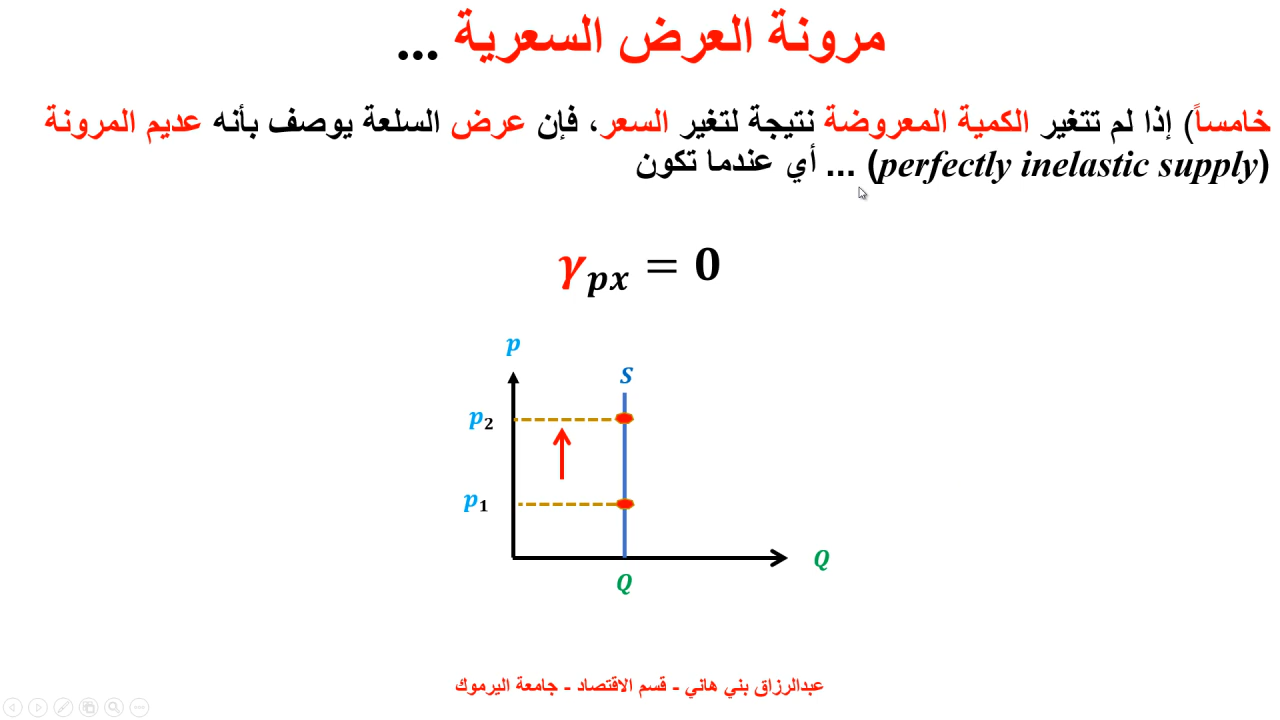 مرونة العرض السعرية ...
خامساً) إذا لم تتغير الكمية المعروضة نتيجة لتغير السعر، فإن عرض السلعة يوصف بأنه عديم المرونة
(perfectly inelastic supply) ... أي عندما تكون
γpx = 0
p
S
p2
p1
Q
Q
عبدالرزاق بني هاني - قسم الاقتصاد - جامعة اليرموك